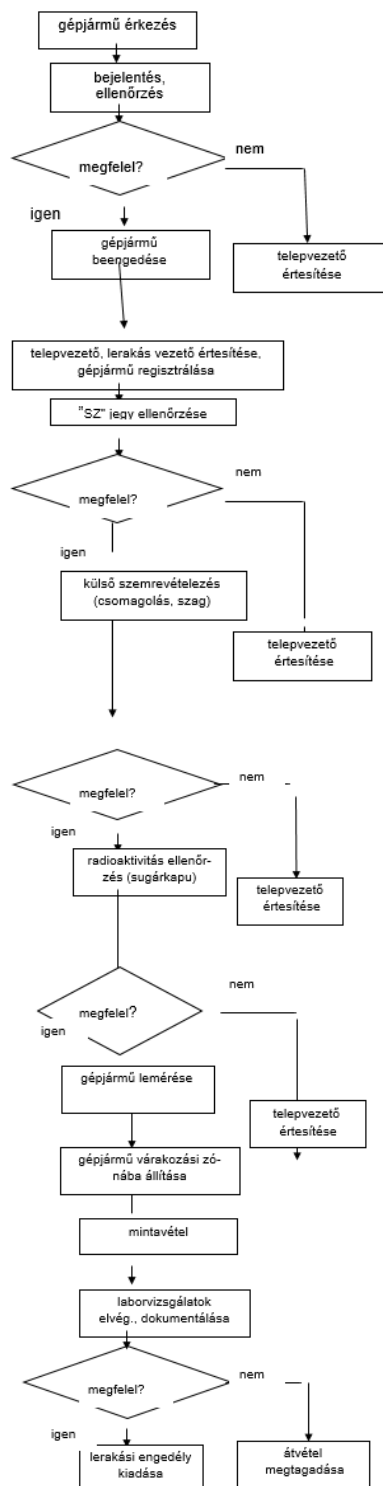 gépjármű érkezés
bejelentés,
ellenőrzés
nem
megfelel?
igen
gépjármű
beengedése
telepvezető
értesítése
telepvezető, lerakás vezető értesítése,
gépjármű regisztrálása
"SZ" jegy ellenőrzése
nem
megfelel?
igen
külső szemrevételezés
(csomagolás, szag)
telepvezető
értesítése
nem
megfelel?
igen
radioaktivitás ellenőr-
zés (sugárkapu)
telepvezető
értesítése
nem
megfelel?
igen
gépjármű lemérése
telepvezető
értesítése
gépjármű várakozási zó-
nába állítása
mintavétel
laborvizsgálatok
elvég., dokumentálása
nem
megfelel?
igen
lerakási engedély
kiadása
átvétel
megtagadása